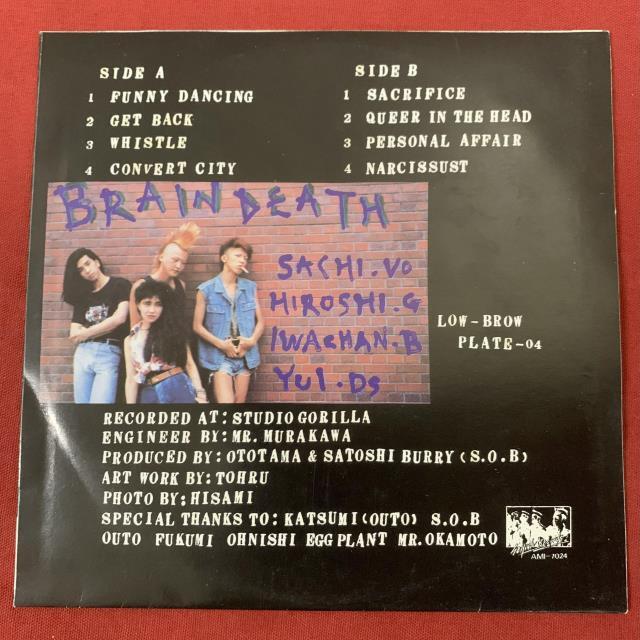 SIDE A
1 FUNNY DANCING
2 GET BACK
3 WHISTLE
4 CONVERT CITY
SIDE B
1 SACRIFICE
2 QUEER IN THE HEAD
3 PERSONAL AFFAIR
4 NARCISSUST
BRAIN DEATH
SACHI.VO
HIROSHI.G
IWACHAN.B
YUI.DS
LOW-BROW
PLATE-04
RECORDED AT: STUDIO GORILLA
ENGINEER BY: MR. MURAKAWA
PRODUCED BY: OTOTAMA & SATOSHI BURRY (S.O.B)
ART WORK BY: TOHRU
PHOTO BY: HISAMI
SPECIAL THANKS TO: KATSUMI (OUTO) S.O.B
OUTO FUKUMI OHNISHI EGG PLANT MR. OKAMOTO
AMI-7024